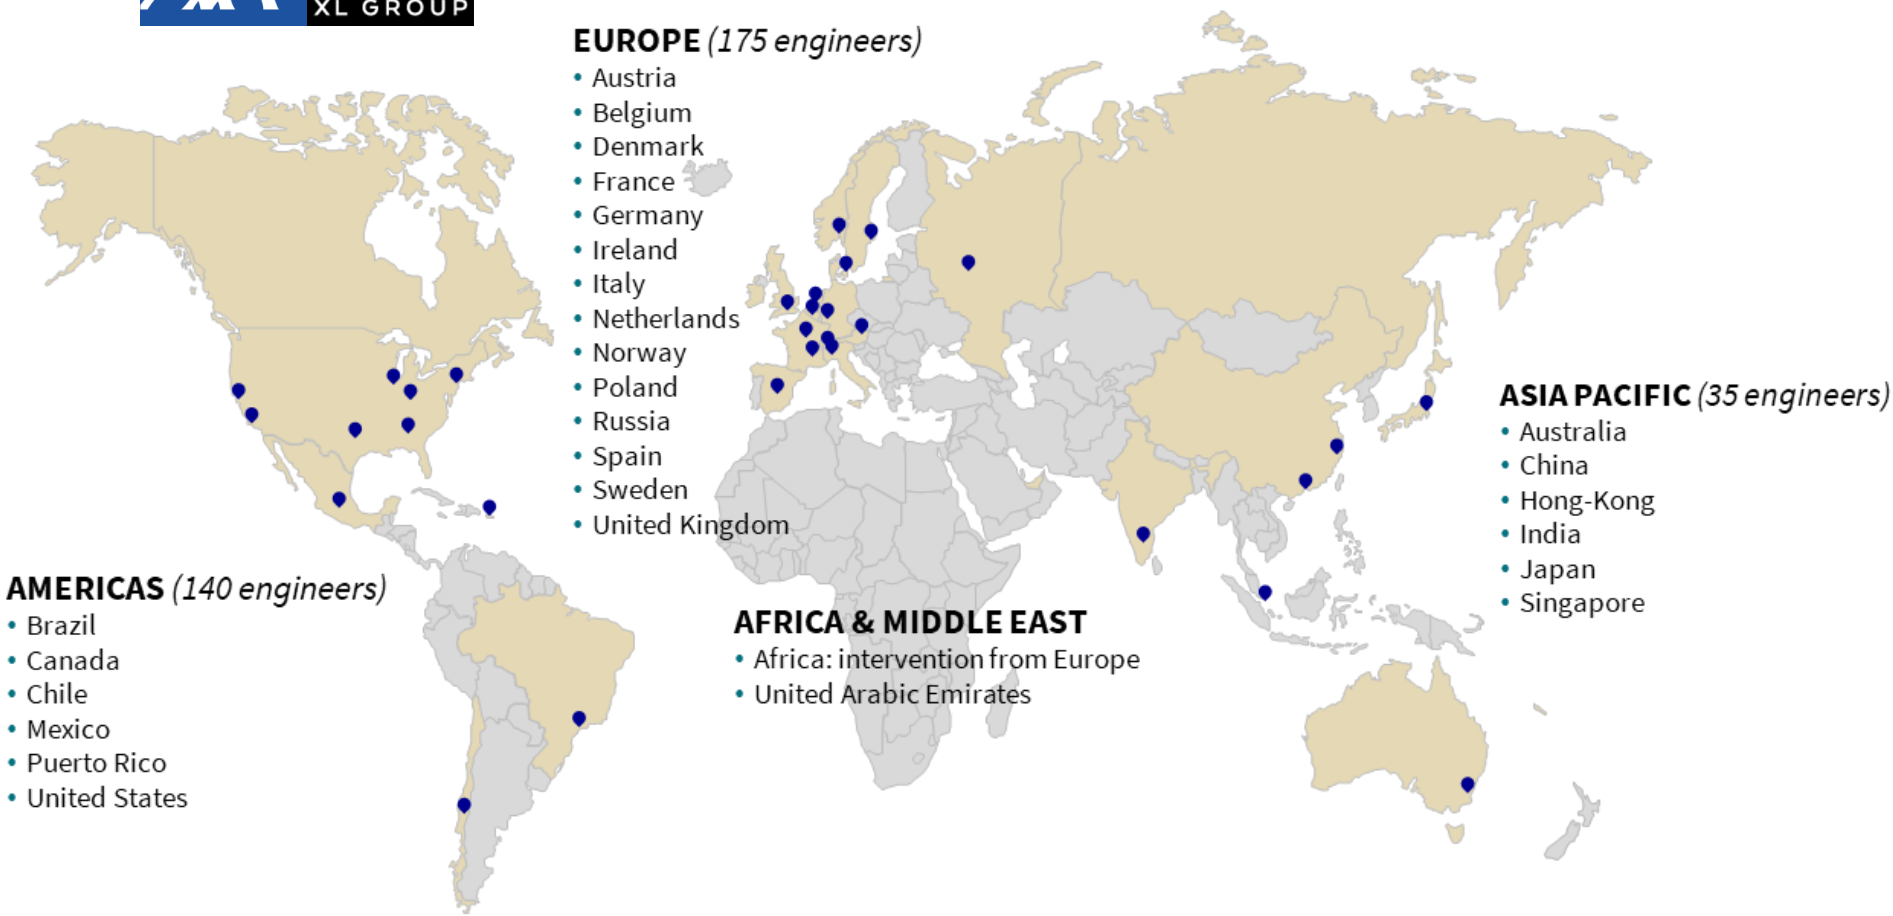 XL GROUP
EUROPE (175 engineers)
• Austria
• Belgium
• Denmark
• France
• Germany
• Ireland
• Italy
• Netherlands
• Norway
• Poland
• Russia
• Spain
• Sweden
• United Kingdom
AMERICAS (140 engineers)
• Brazil
• Canada
• Chile
• Mexico
• Puerto Rico
• United States
AFRICA & MIDDLE EAST
• Africa: intervention from Europe
• United Arabic Emirates
ASIA PACIFIC (35 engineers)
• Australia
• China
• Hong-Kong
• India
• Japan
• Singapore